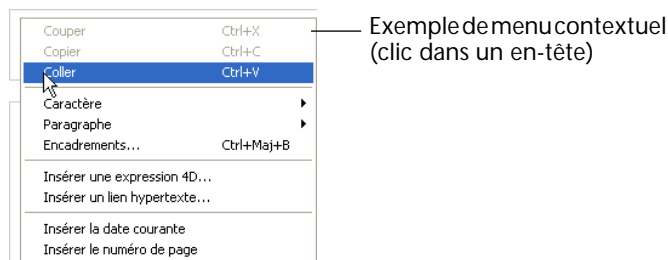 Couper Ctrl+X
Copier Ctrl+C
Coller Ctrl+V
Caractère
Paragraphe
Encadrements... Ctrl+Maj+B
Insérer une expression 4D...
Insérer un lien hypertexte...
Insérer la date courante
Insérer le numéro de page
Exemple de menu contextuel
(clic dans un en-tête)